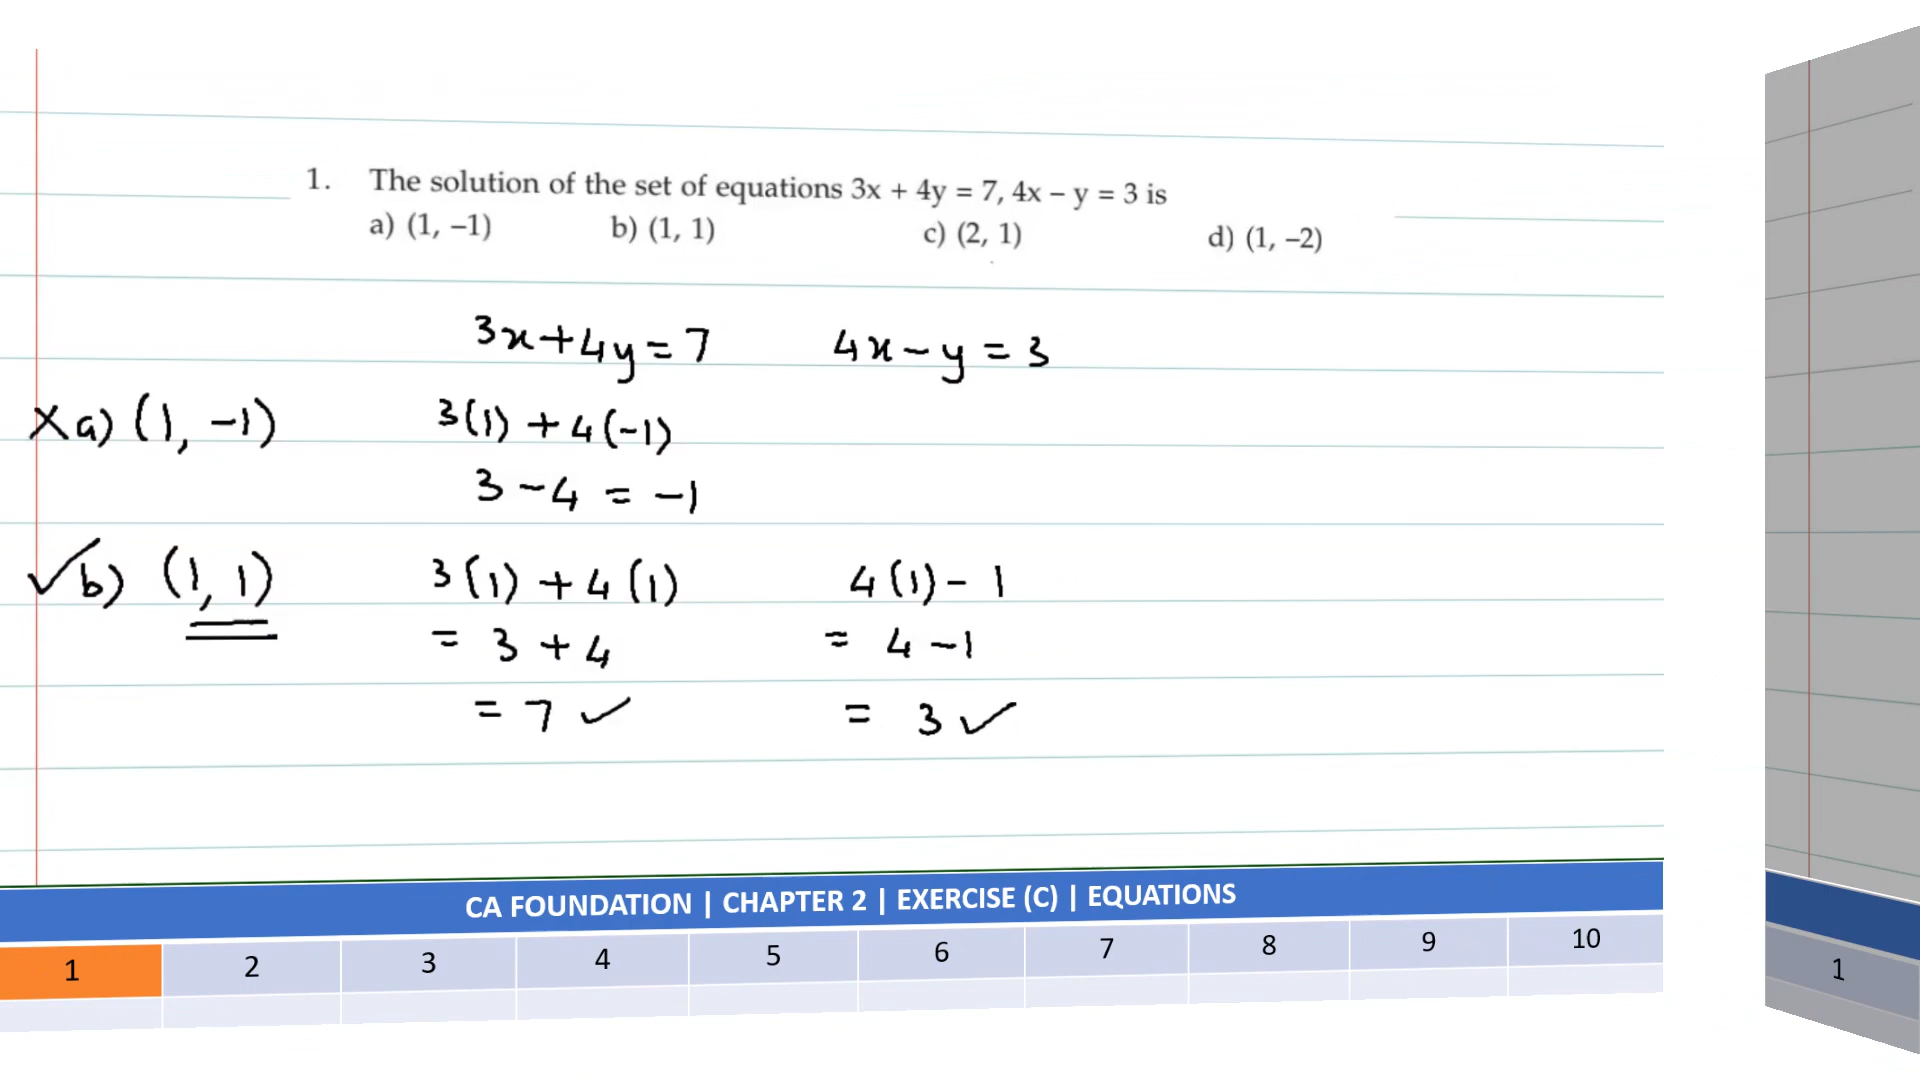 1. The solution of the set of equations 3x + 4y = 7, 4x – y = 3 is
a) (1, –1) b) (1, 1) c) (2, 1) d) (1, –2)
3x+4y=7 4x-y=3
X a) (1, -1) 3(1) + 4(-1)
3 - 4 = -1
✓ b) (1, 1) 3(1) + 4(1) 4(1) - 1
= 3 + 4 = 4 - 1
= 7 ✓ = 3 ✓
CA FOUNDATION | CHAPTER 2 | EXERCISE (C) | EQUATIONS
1 2 3 4 5 6 7 8 9 10
1